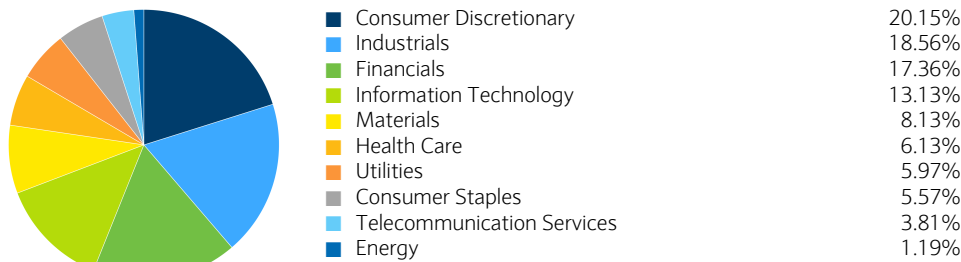 Consumer Discretionary 20.15%
Industrials 18.56%
Financials 17.36%
Information Technology 13.13%
Materials 8.13%
Health Care 6.13%
Utilities 5.97%
Consumer Staples 5.57%
Telecommunication Services 3.81%
Energy 1.19%